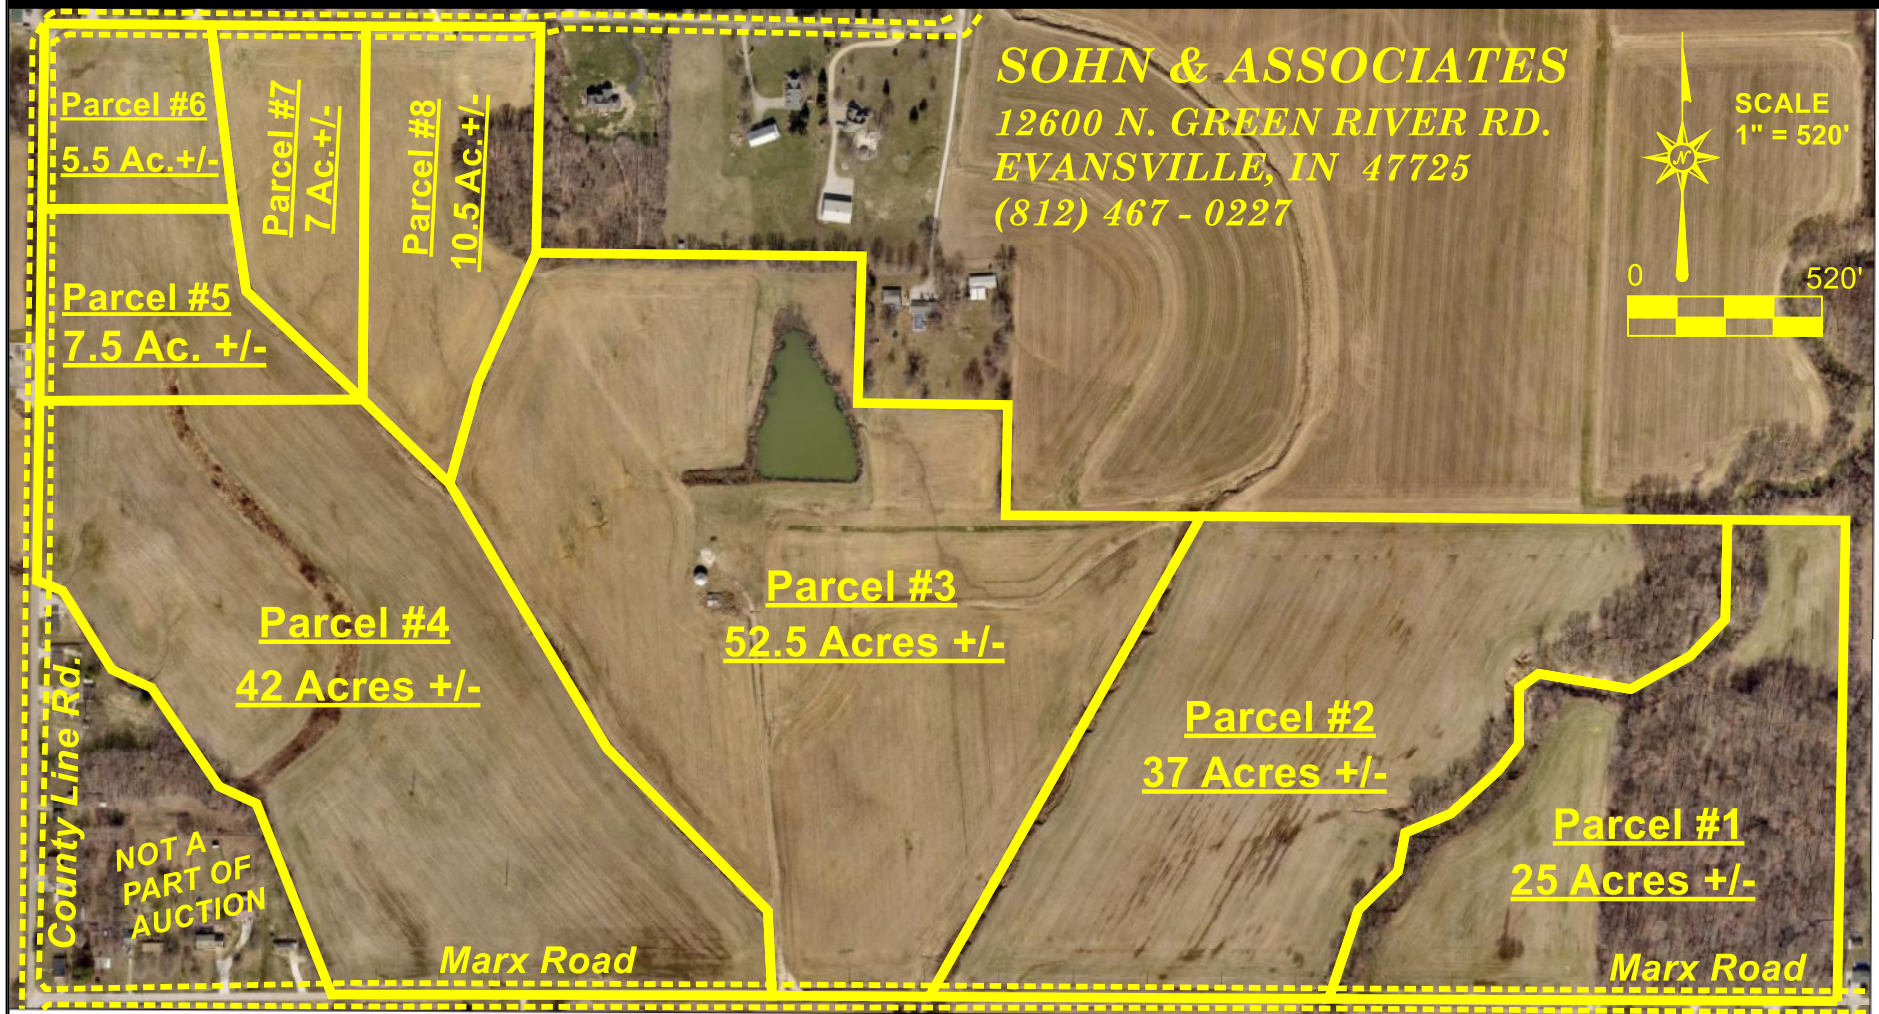 SOHN & ASSOCIATES
12600 N. GREEN RIVER RD.
EVANSVILLE, IN 47725
(812) 467 - 0227
SCALE
1" = 520'
N
0 520'
Parcel #6
5.5 Ac.+/-
Parcel #7
7 Ac.+/-
Parcel #8
10.5 Ac.+/-
Parcel #5
7.5 Ac. +/-
Parcel #4
42 Acres +/-
Parcel #3
52.5 Acres +/-
Parcel #2
37 Acres +/-
Parcel #1
25 Acres +/-
County Line Rd.
NOT A
PART OF
AUCTION
Marx Road
Marx Road